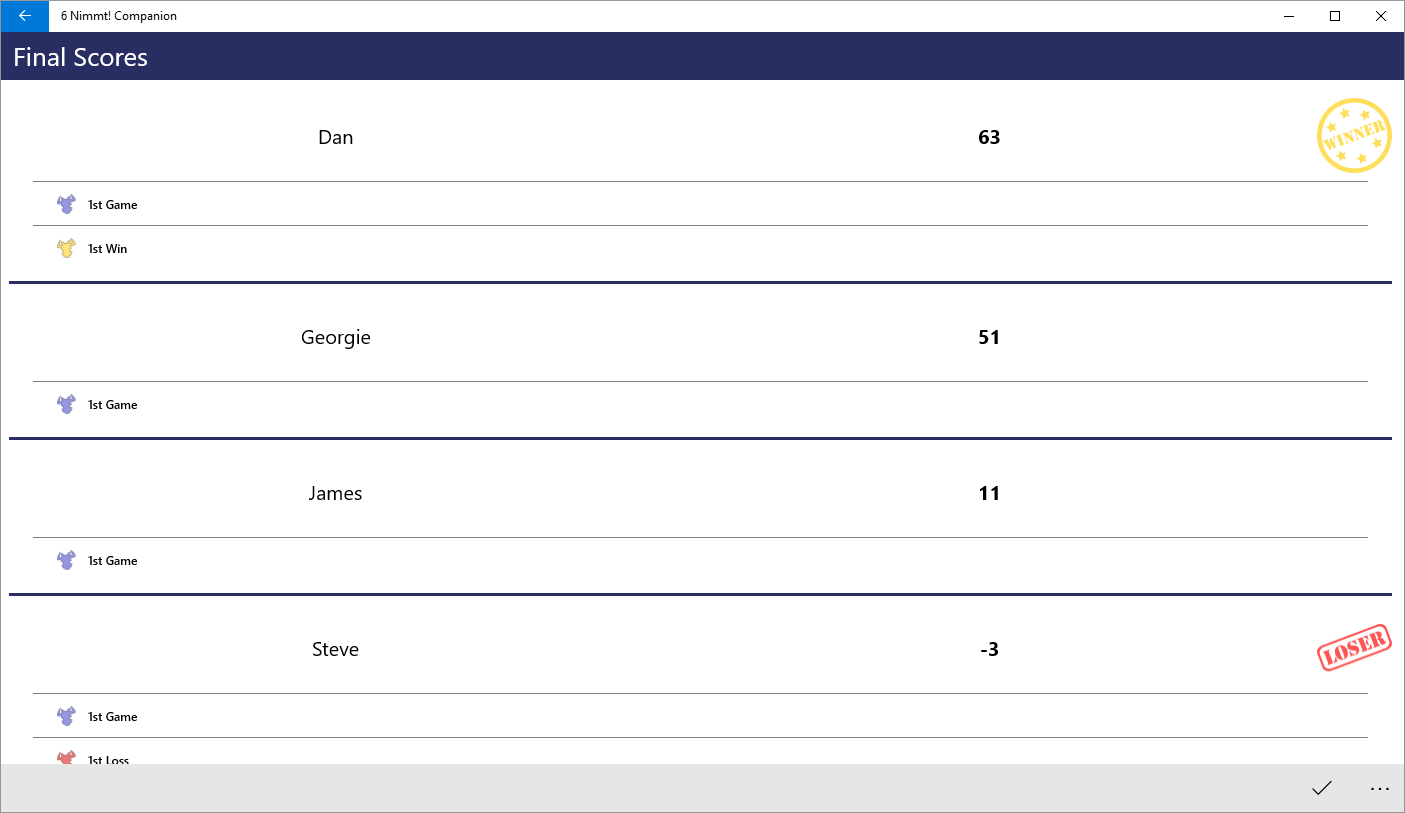 6 Nimmt! Companion
Final Scores
Dan 63 WINNER
1st Game
1st Win
Georgie 51
1st Game
James 11
1st Game
Steve -3 LOSER
1st Game
1st Loss